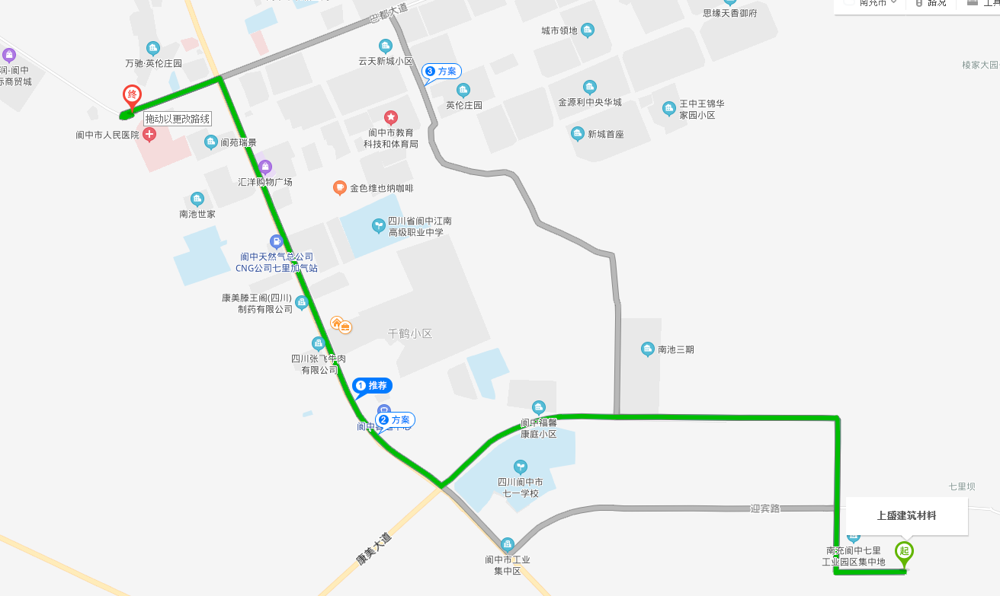 南充市
路况
工具
巴都大道
思缘天香御府
城市领地
云天新城小区
万驰·英伦庄园
润-阆中
际商贸城
3 方案
棱家大园
英伦庄园
金源利中央华城
王中王锦华
家园小区
终
拖动以更改路线
阆中市人民医院
阆中市教育
科技和体育局
新城首座
阆苑瑞景
汇洋购物广场
金色维也纳咖啡
南池世家
四川省阆中江南
高级职业中学
阆中天然气总公司
CNG公司七里加气站
康美滕王阁(四川)
制药有限公司
千鹤小区
南池三期
四川张飞牛肉
有限公司
1 推荐
2 方案
阆中
中心
阆中福馨
康庭小区
四川阆中市
七一学校
七里坝
迎宾路
上盛建筑材料
康美大道
阆中市工业
集中区
南充阆中七里
工业园区集中地
起